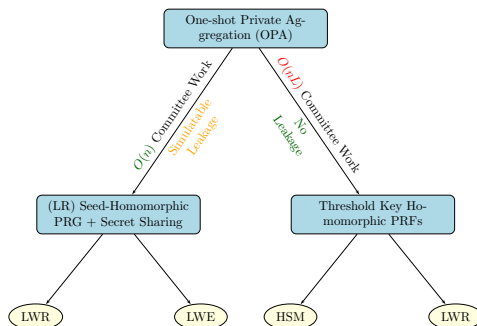 One-shot Private Ag-
gregation (OPA)
O(n) Committee Work
Simulatable
Leakage
O(nL) Committee Work
No
Leakage
(LR) Seed-Homomorphic
PRG + Secret Sharing
Threshold Key Ho-
momorphic PRFs
LWR
LWE
HSM
LWR